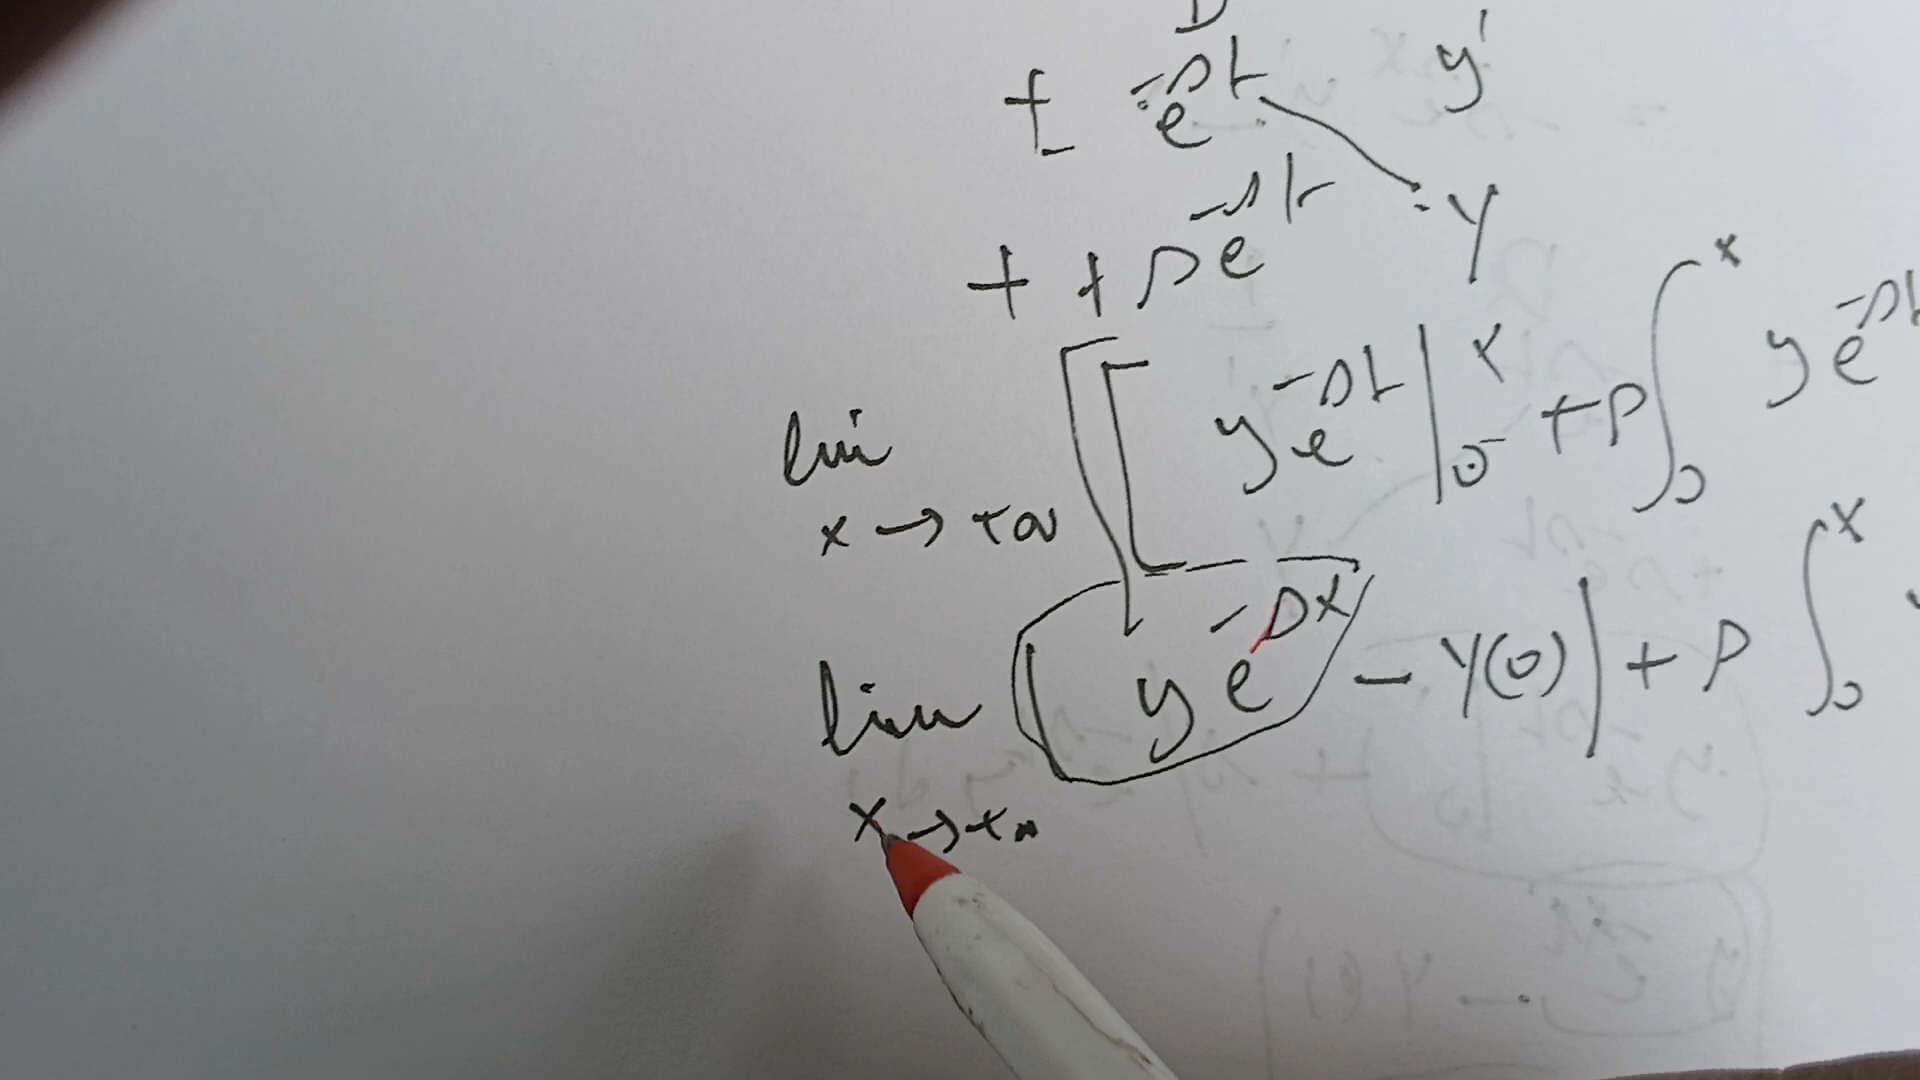 D
± e^-st y'
+ + s e^-st y
lim x → +∞ [[ y e^-st |_0^x + s ∫_0^x y e^-st
lim x → +∞ [ y e^-sx - y(0) ] + s ∫_0^x